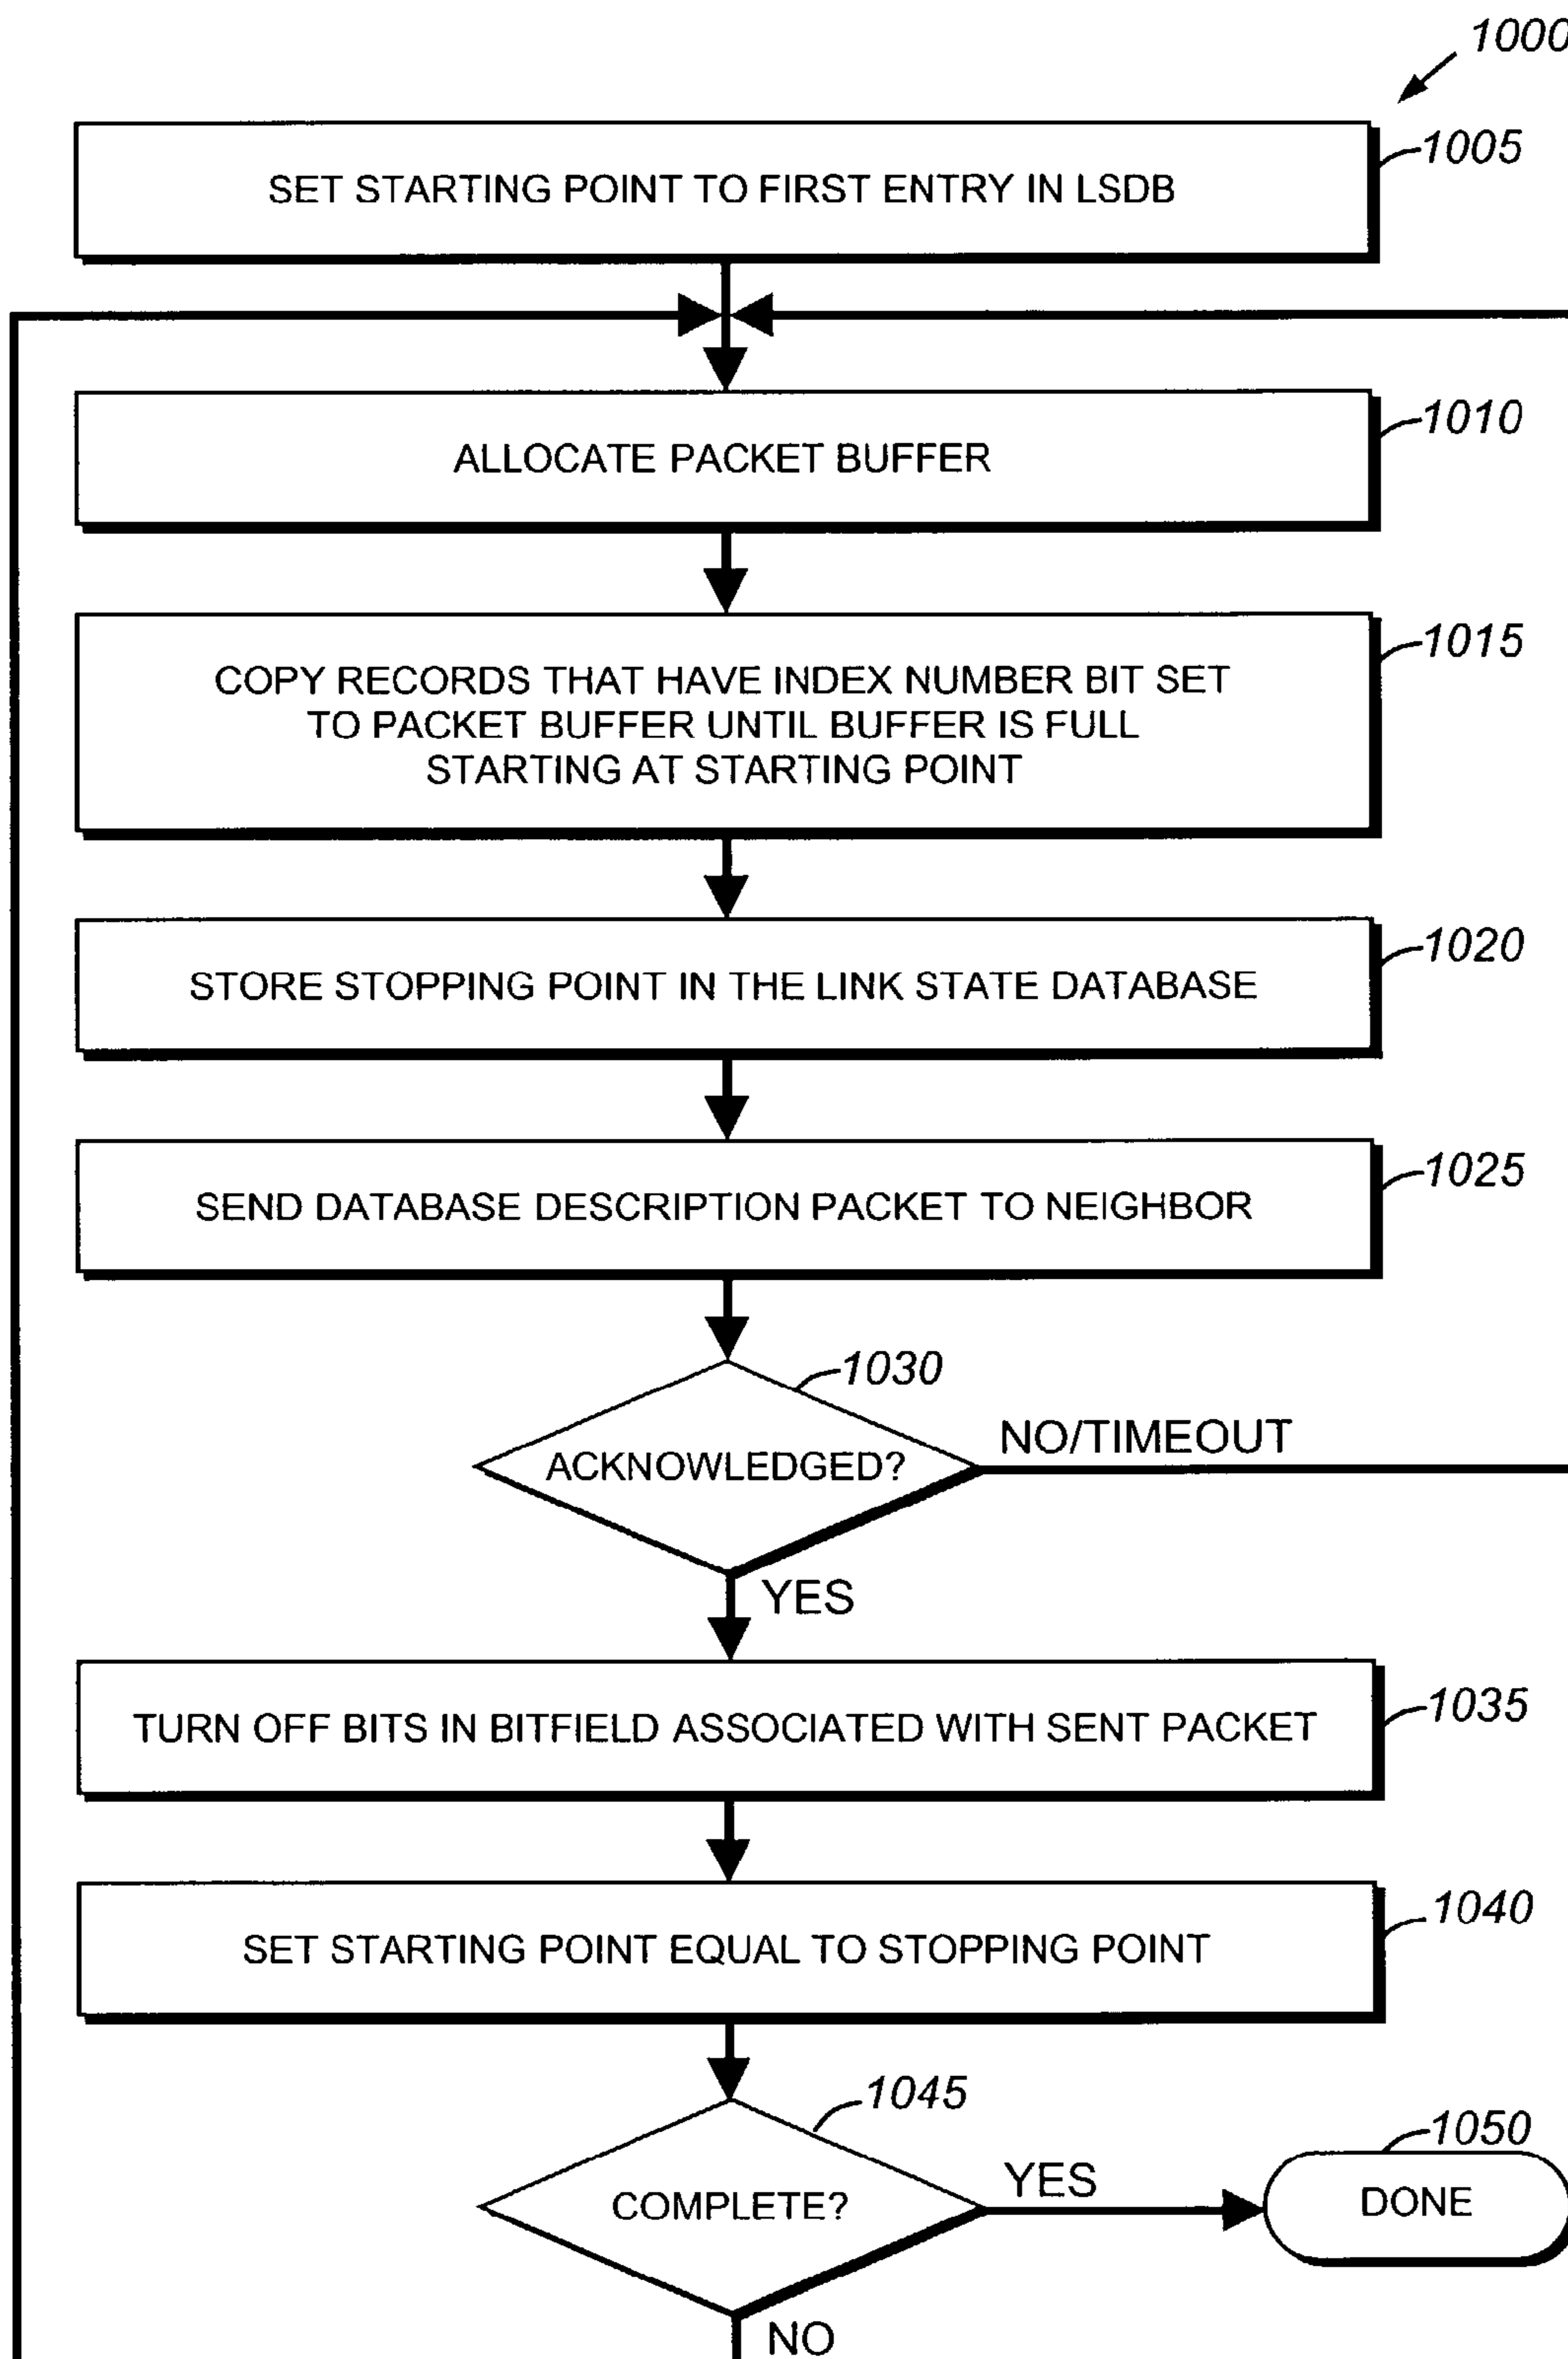 1000
1005
SET STARTING POINT TO FIRST ENTRY IN LSDB
1010
ALLOCATE PACKET BUFFER
1015
COPY RECORDS THAT HAVE INDEX NUMBER BIT SET
TO PACKET BUFFER UNTIL BUFFER IS FULL
STARTING AT STARTING POINT
1020
STORE STOPPING POINT IN THE LINK STATE DATABASE
1025
SEND DATABASE DESCRIPTION PACKET TO NEIGHBOR
1030
NO/TIMEOUT
ACKNOWLEDGED?
YES
1035
TURN OFF BITS IN BITFIELD ASSOCIATED WITH SENT PACKET
1040
SET STARTING POINT EQUAL TO STOPPING POINT
1045
1050
YES
COMPLETE?
DONE
NO